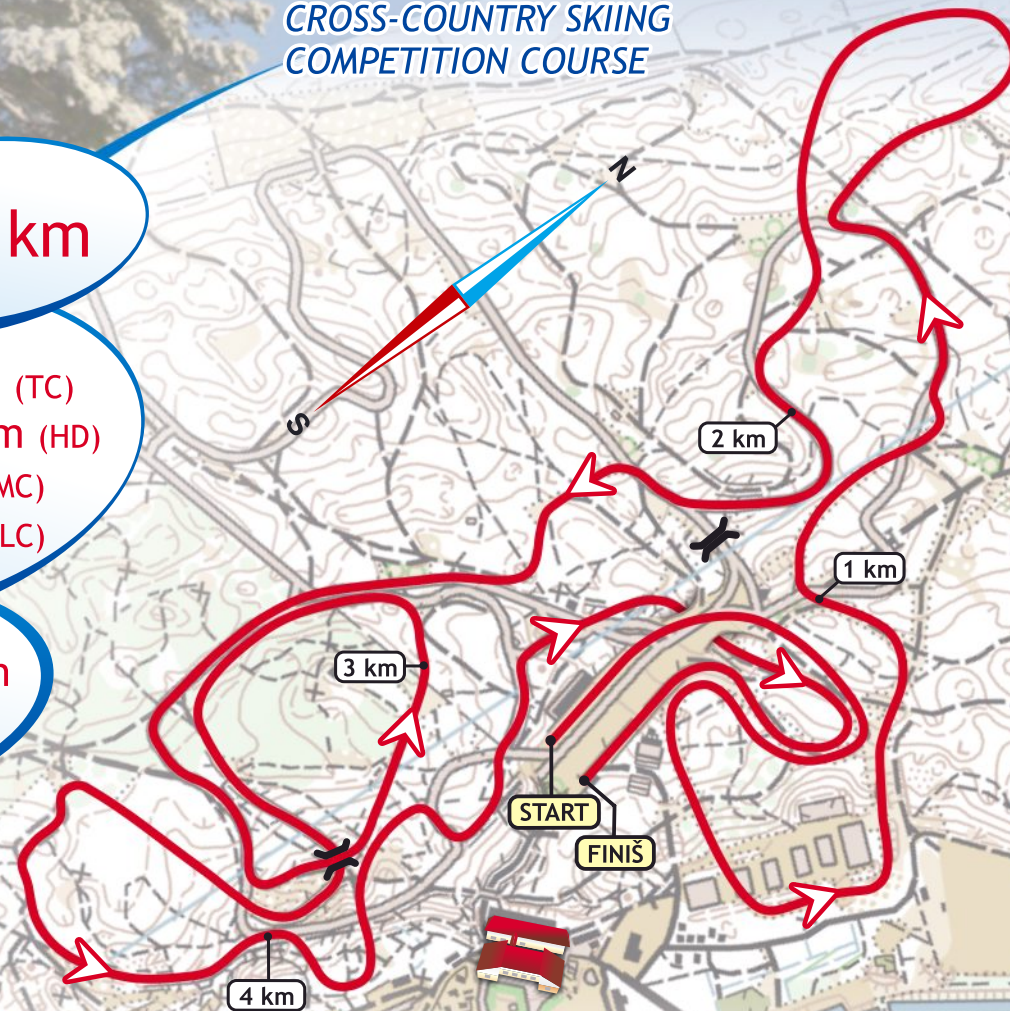 CROSS-COUNTRY SKIING
COMPETITION COURSE
km
(TC)
m (HD)
MC)
LC)
N
S
2 km
1 km
3 km
START
FINIŠ
4 km